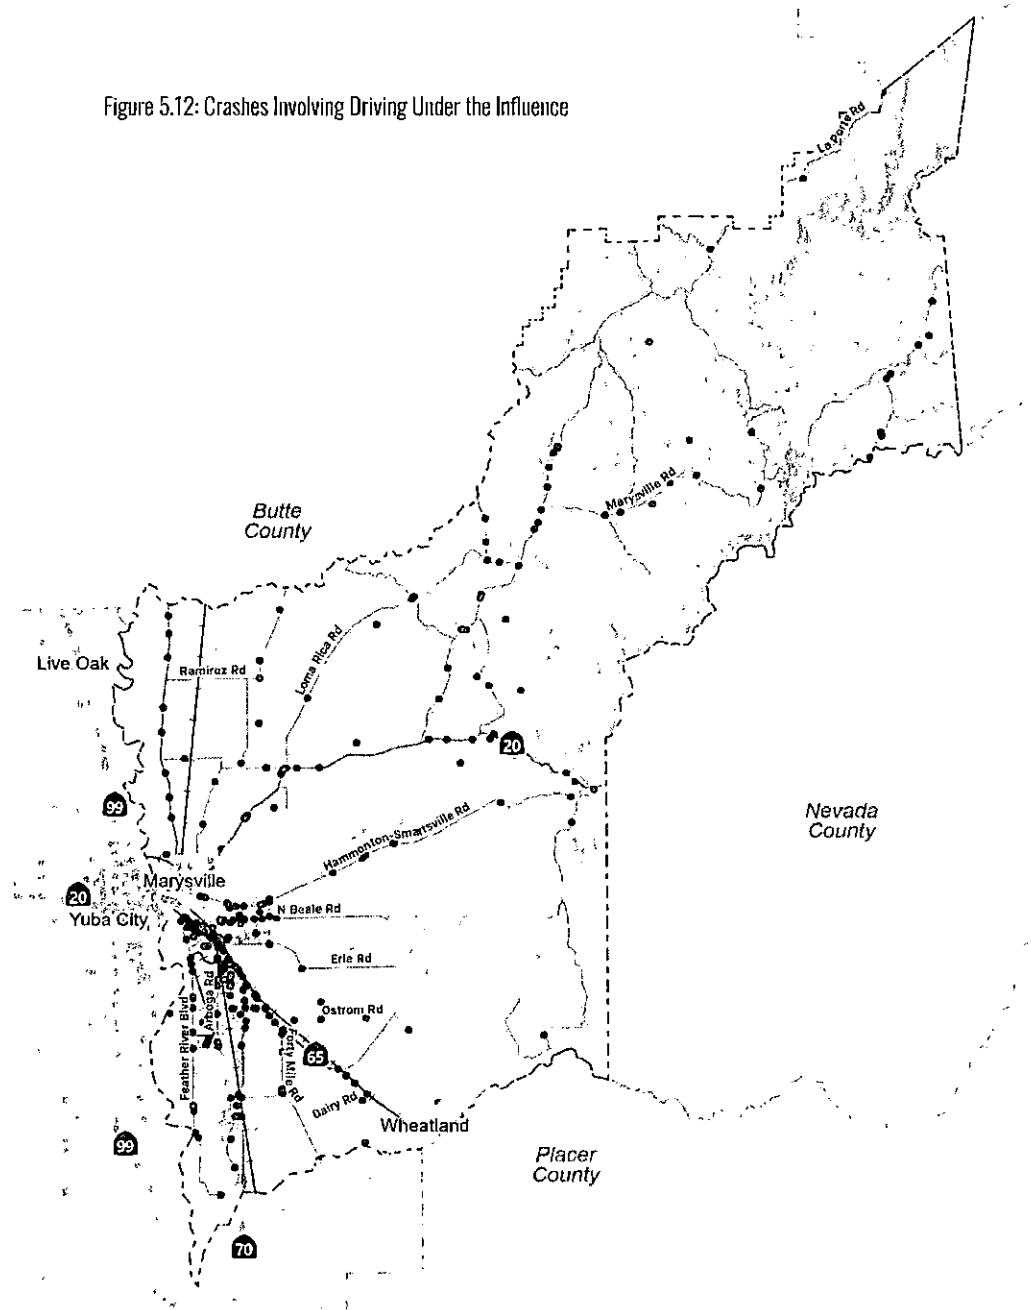 Figure 5.12: Crashes Involving Driving Under the Influence
La Porte Rd
Marysville Rd
Butte
County
Live Oak
Ramirez Rd
Loma Rica Rd
20
99
Nevada
County
Hammonton-Smartsville Rd
Marysville
20
Yuba City
N Beale Rd
Erle Rd
Arboga Rd
Feather River Blvd
Ostrom Rd
65
Forty Mile Rd
Dairy Rd
Wheatland
99
Placer
County
70